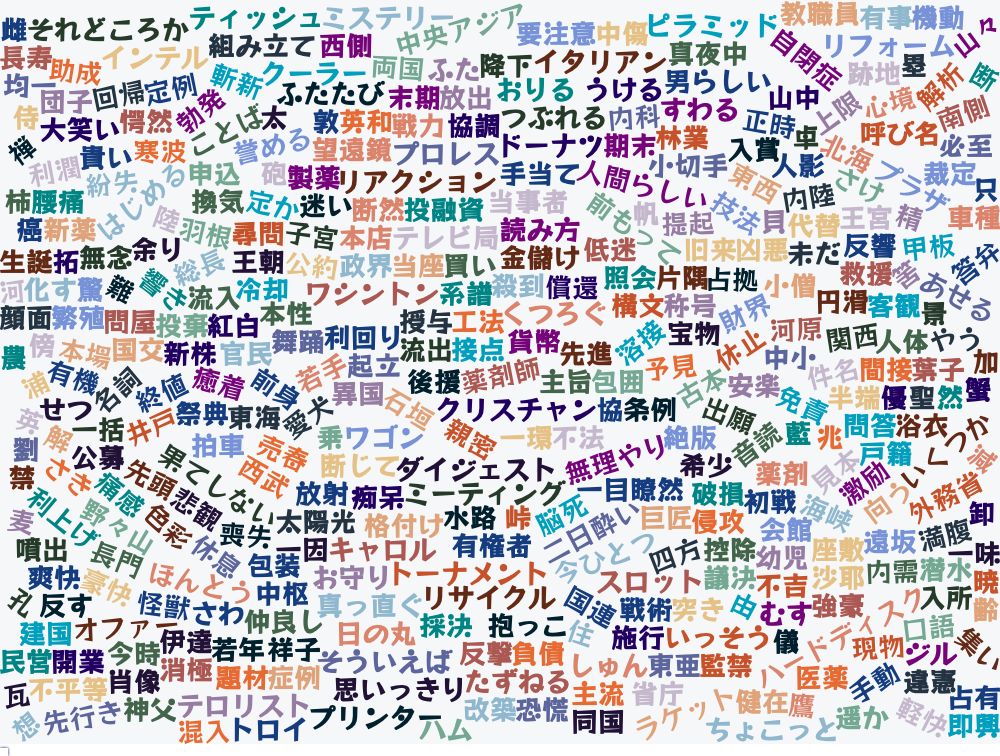 雌 それどころか ティッシュ ミステリー 中央アジア 要注意 中傷 ピラミッド 教職員 有事 機動 山々
長寿 助成 インテル 組み立て 西側 両国 ふた 降下 イタリアン 真夜中 自閉症 リフォーム 跡地 塁 解析 断
均一 団子 回帰 定例 斬新 クーラー ふたたび 末期 放出 おりる うける 男らしい 山中 上限 心境 南側
侍 大笑い 愕然 勃発 ことば 太 敦 英和 戦力 協調 つぶれる 内科 すわる 正時 卓 呼び名 必至
禅 貴い 寒波 誉める 望遠鏡 プロレス ドーナツ 期末 林業 入賞 人影 北海 プラザ 裁定 只
利潤 紛失 はじめる 申込 砲 製薬 リアクション 手当て 人間らしい 小切手 東西 内陸 さけ
柿 腰痛 陸 換気 定か 迷い 断然 投融資 当事者 前もって 帆 提起 技法 貝 代替 王宮 精 車種
癌 新薬 羽根 尋問 子宮 本店 テレビ局 読み方 旧来 凶悪 未だ 反響 甲板 答弁
生誕 拓 無念 余り 総長 王朝 公約 政界 当座 買い 金儲け 低迷 照会 片隅 占拠 小僧 救援 答 あせる
河 化す 驚 難 響き 流入 冷却 ワシントン 系譜 殺到 償還 構文 称号 財界 円滑 客観 景
顔面 繁殖 問屋 投棄 紅白 本性 舞踊 利回り 授与 工法 くつろぐ 溶接 宝物 休止 河原 関西 人体 やう
農 傍 本場 国交 新株 官民 若手 起立 流出 接点 貨幣 先進 予見 中小 件名 間接 葉子 加
浦 有機 名詞 終値 癒着 前身 異国 石垣 後援 薬剤師 主旨 包囲 古本 安楽 免責 半端 優 聖 然 蟹
英 せつ 一括 井戸 祭典 東海 愛犬 クリスチャン 協 条例 出願 音読 藍 兆 問答 浴衣 いくつか
劉 解 公募 拍車 売春 乗 ワゴン 親密 一環 不法 無理やり 絶版 希少 戸籍 減
禁 さき 痛感 先頭 果てしない 西武 断じて ダイジェスト 薬剤 見本 激励 向う 外務省
麦 利上げ 野々山 色彩 悲観 喪失 放射 痴呆 ミーティング 脳死 一目瞭然 破損 初戦 海峡 卸
噴出 長門 休息 太陽光 格付け 水路 峠 二日酔い 巨匠 侵攻 会館 座敷 遠坂 満腹
爽快 豪快 包装 一因 キャロル 有権者 今ひとつ 四方 控除 幼児 内需 潜水 一味
孔 反す ほんとう 中枢 お守り トーナメント スロット 議決 不吉 沙耶 入所 暁
建国 オファー 怪獣 さわ 仲良し 真っ直ぐ リサイクル 国連 戦術 突き 由 むす 強豪 ハードディスク 口語 齢
民営 開業 今時 伊達 若年 祥子 日の丸 採決 抱っこ 住 施行 いっそう 儀 現物 ジル 集い
瓦 不平等 肖像 消極 題材 症例 そういえば 反撃 負債 しゅん 東亜 監禁 医薬 手動 違憲
想 先行き 神父 テロリスト 思いっきり たずねる 主流 省庁 ラケット 健在 鷹 遥か 軽快 占有
混入 トロイ プリンター ハム 改築 恐慌 同国 ちょこっと 即興